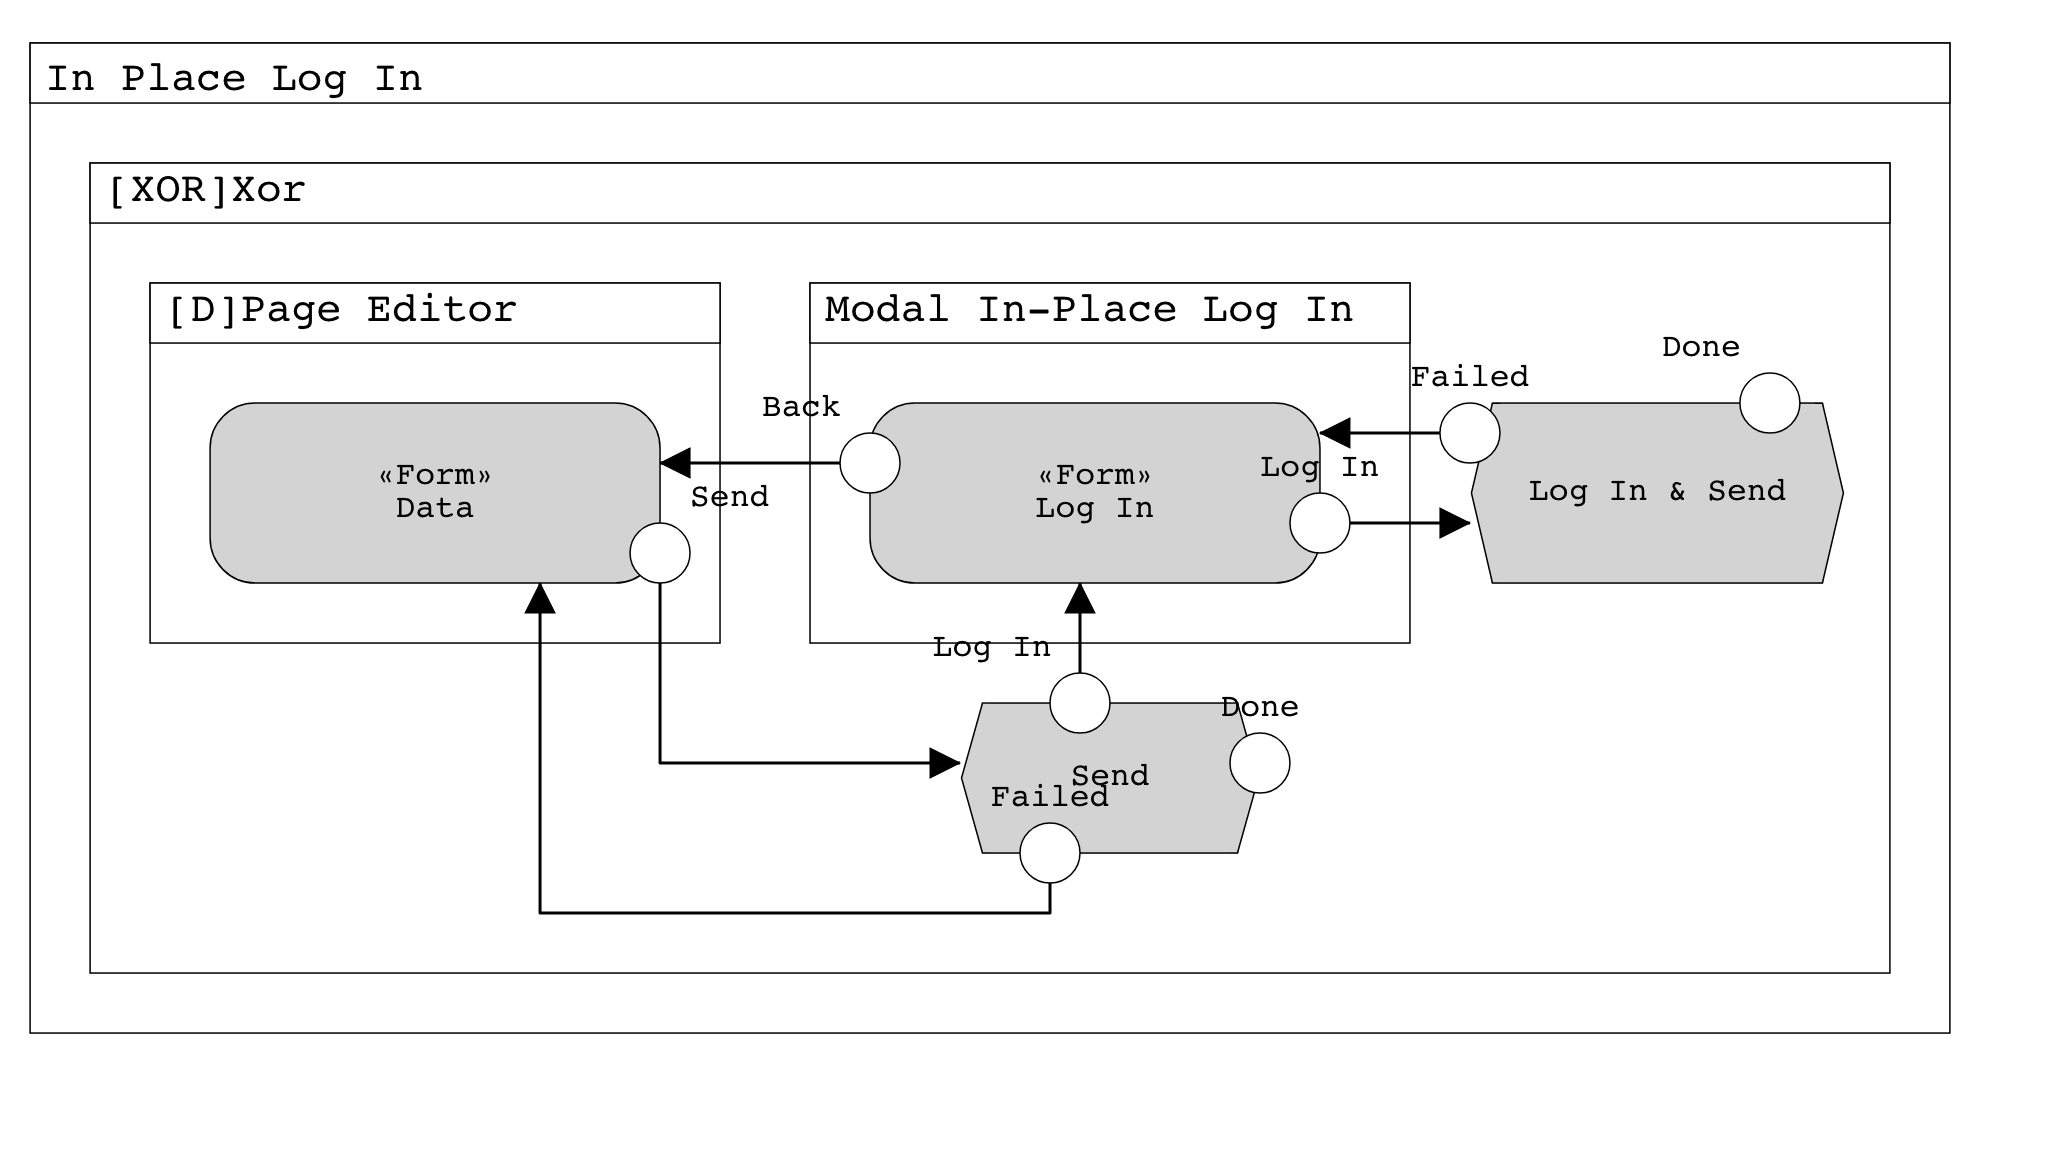 In Place Log In
[XOR]Xor
[D]Page Editor
Modal In-Place Log In
Done
Failed
Back
«Form»
Data
Send
«Form»
Log In
Log In
Log In & Send
Log In
Done
Send
Failed